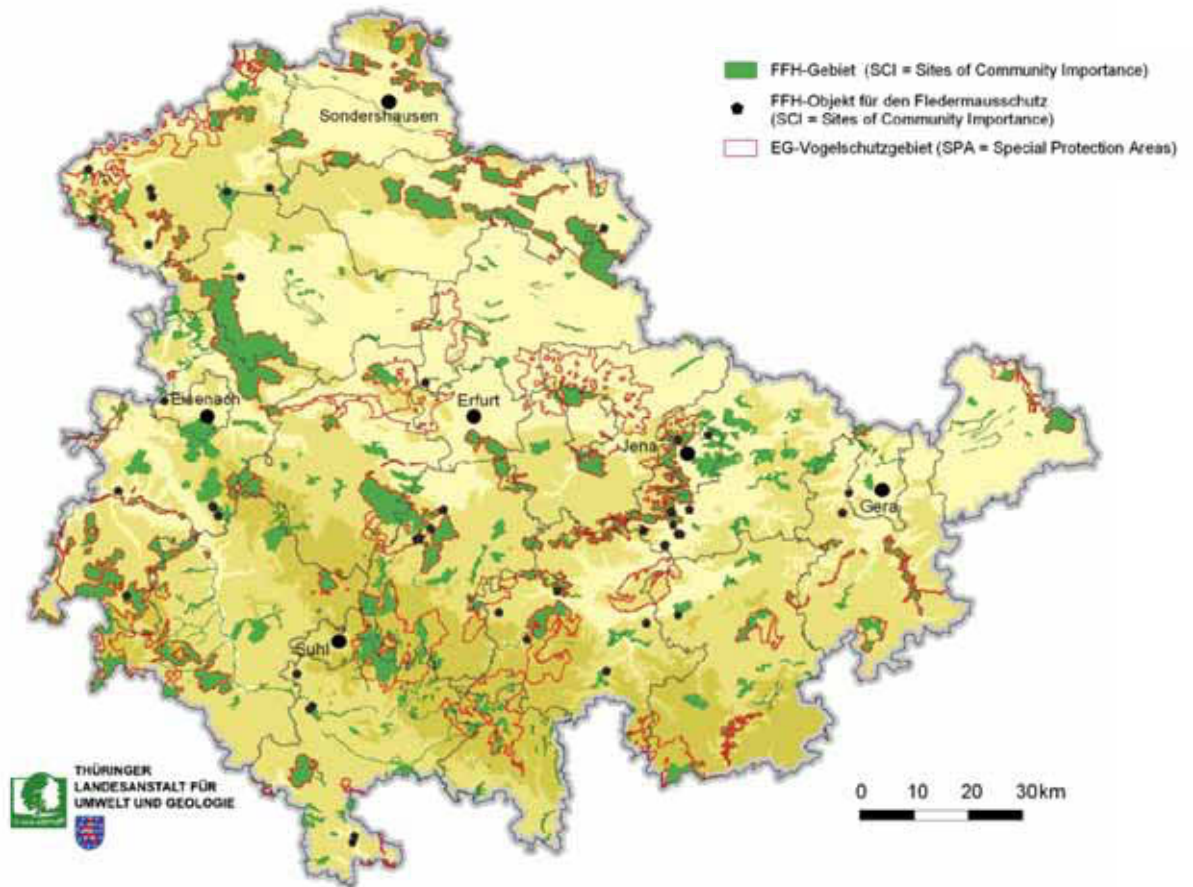 FFH-Gebiet (SCI = Sites of Community Importance)
FFH-Objekt für den Fledermausschutz
(SCI = Sites of Community Importance)
EG-Vogelschutzgebiet (SPA = Special Protection Areas)
Sondershausen
Eisenach
Erfurt
Jena
Gera
Suhl
THÜRINGER
LANDESANSTALT FÜR
UMWELT UND GEOLOGIE
0 10 20 30km